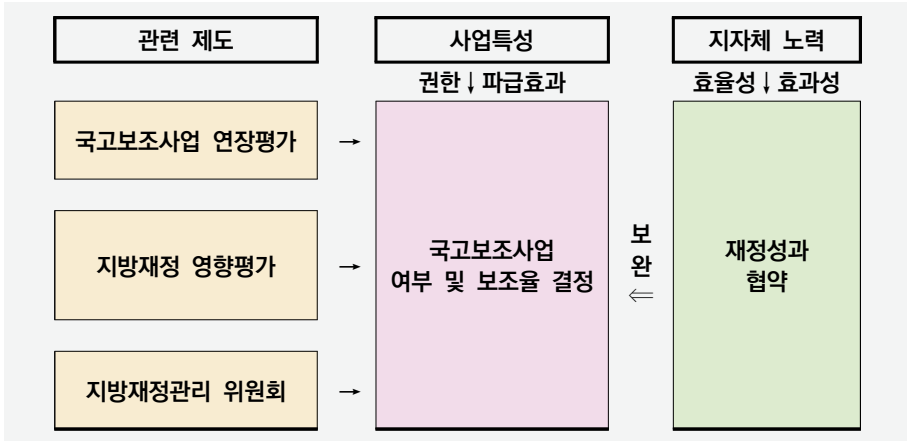 관련 제도
사업특성
지자체 노력
권한↓파급효과
효율성↓효과성
국고보조사업 연장평가
→
지방재정 영향평가
→
지방재정관리 위원회
→
국고보조사업
여부 및 보조율 결정
보
완
⇐
재정성과
협약